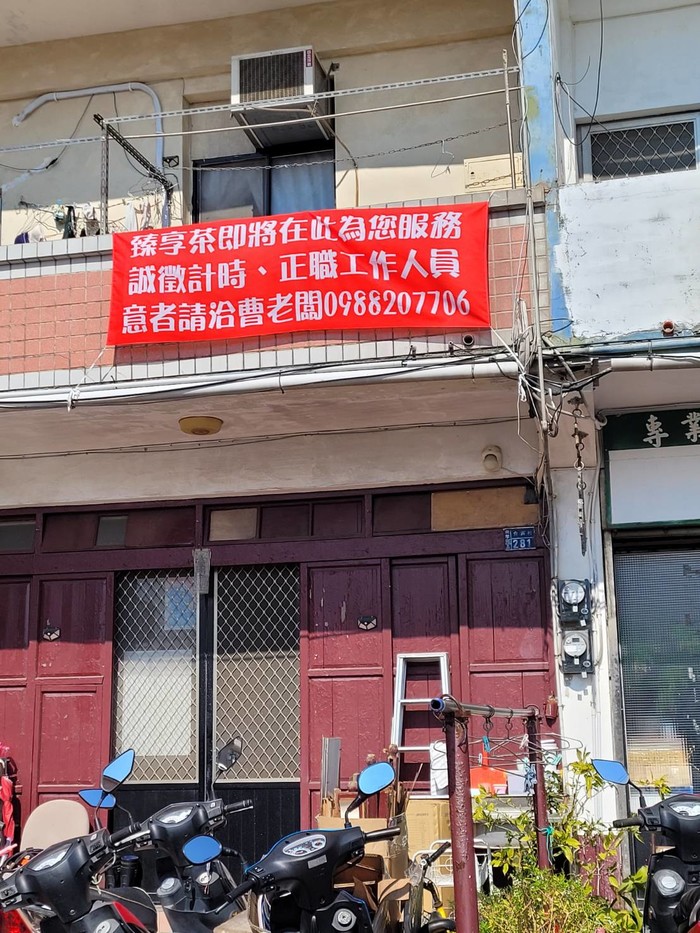 臻享茶即將在此為您服務
誠徵計時、正職工作人員
意者請洽曹老闆0988207706
專業
281